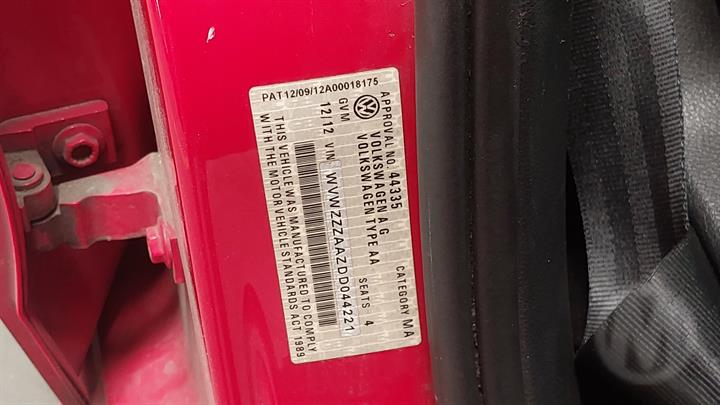 APPROVAL NO. 44335 CATEGORY MA
VOLKSWAGEN A G
VOLKSWAGEN TYPE AA SEATS 4
GVM
12/12 VIN WVWZZZAAZDD044221
THIS VEHICLE WAS MANUFACTURED TO COMPLY
WITH THE MOTOR VEHICLE STANDARDS ACT 1989
PAT12/09/12A00018175